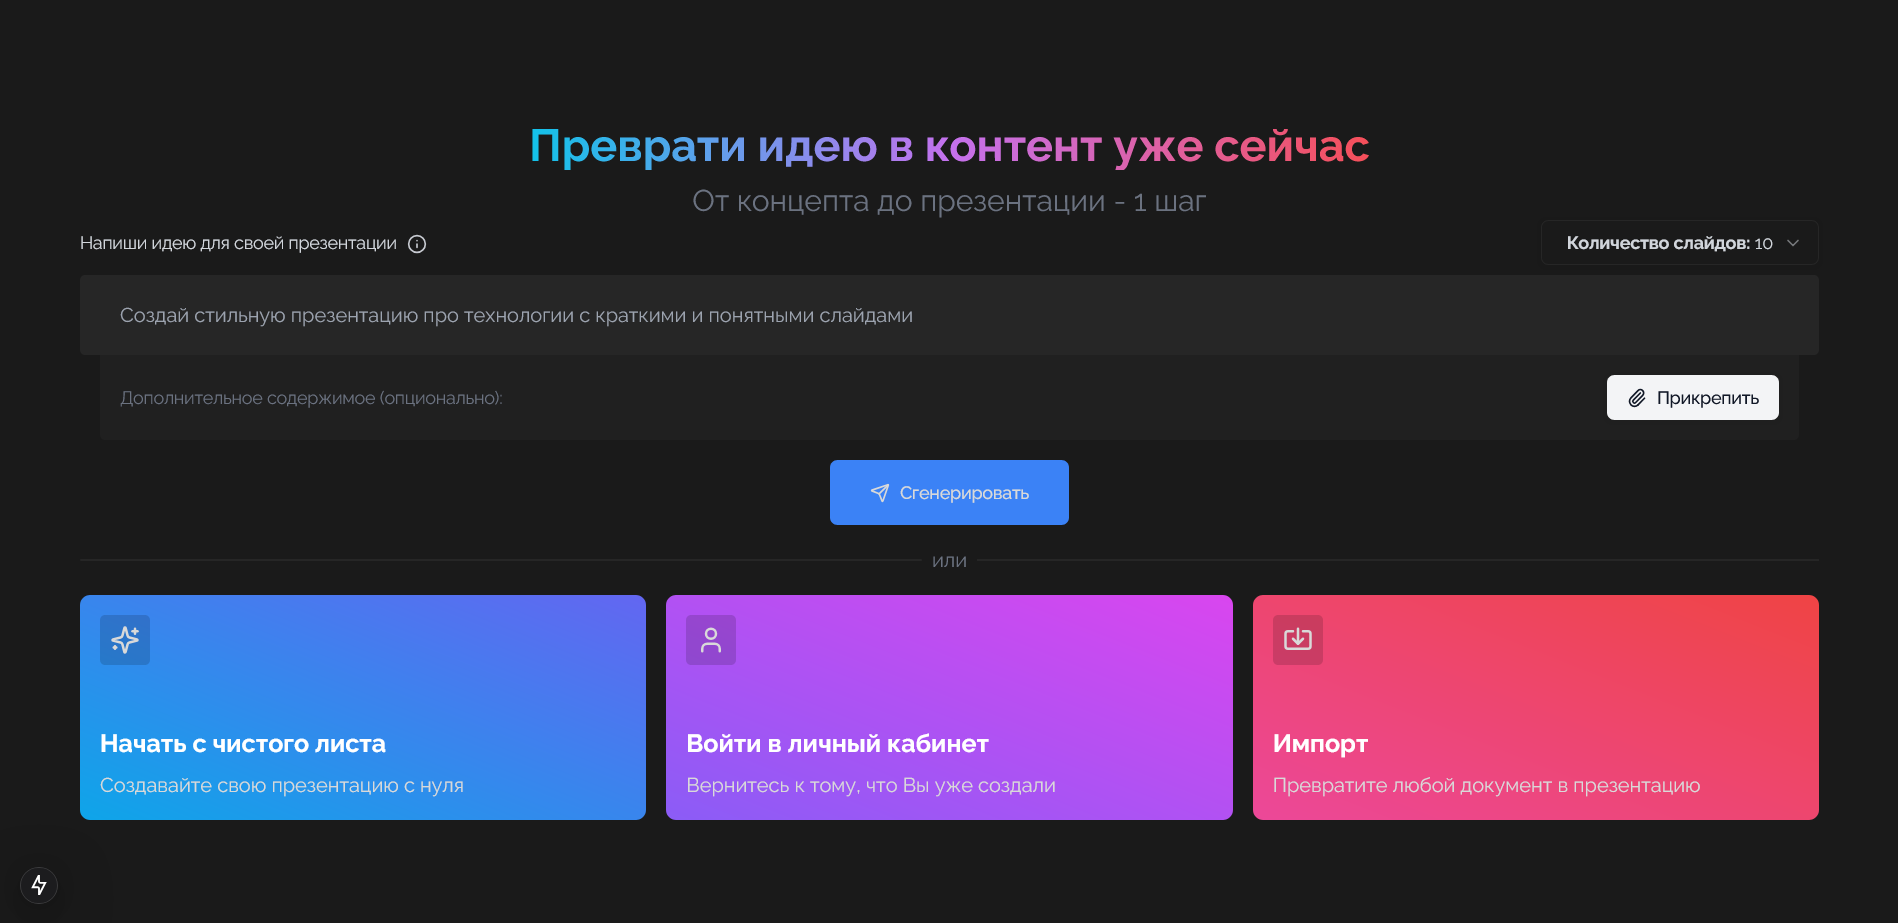 Преврати идею в контент уже сейчас
От концепта до презентации - 1 шаг
Напиши идею для своей презентации
Количество слайдов: 10
Создай стильную презентацию про технологии с краткими и понятными слайдами
Дополнительное содержимое (опционально):
Прикрепить
Сгенерировать
или
Начать с чистого листа
Создавайте свою презентацию с нуля
Войти в личный кабинет
Вернитесь к тому, что Вы уже создали
Импорт
Превратите любой документ в презентацию